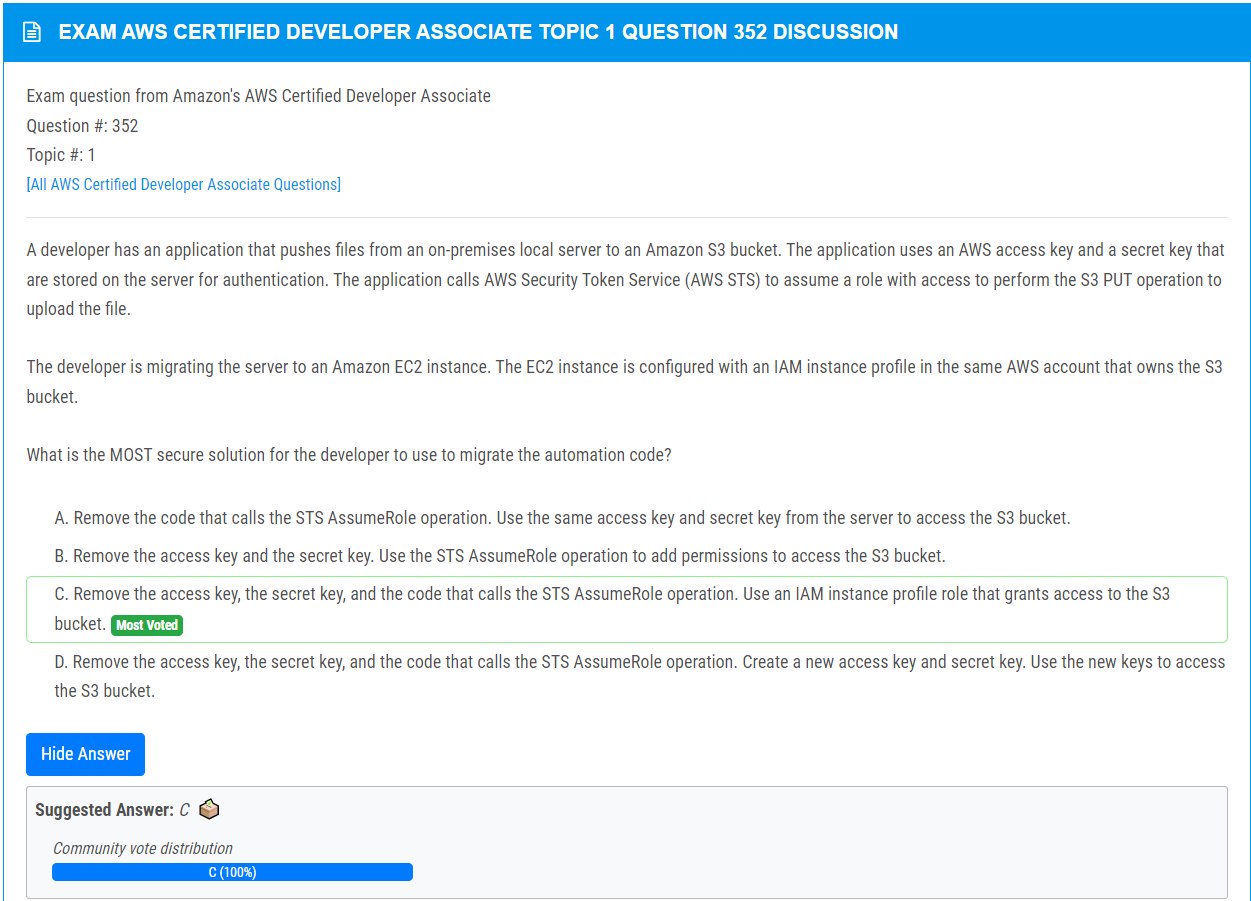 EXAM AWS CERTIFIED DEVELOPER ASSOCIATE TOPIC 1 QUESTION 352 DISCUSSION
Exam question from Amazon's AWS Certified Developer Associate
Question #: 352
Topic #: 1
[All AWS Certified Developer Associate Questions]
A developer has an application that pushes files from an on-premises local server to an Amazon S3 bucket. The application uses an AWS access key and a secret key that
are stored on the server for authentication. The application calls AWS Security Token Service (AWS STS) to assume a role with access to perform the S3 PUT operation to
upload the file.
The developer is migrating the server to an Amazon EC2 instance. The EC2 instance is configured with an IAM instance profile in the same AWS account that owns the S3
bucket.
What is the MOST secure solution for the developer to use to migrate the automation code?
A. Remove the code that calls the STS AssumeRole operation. Use the same access key and secret key from the server to access the S3 bucket.
B. Remove the access key and the secret key. Use the STS AssumeRole operation to add permissions to access the S3 bucket.
C. Remove the access key, the secret key, and the code that calls the STS AssumeRole operation. Use an IAM instance profile role that grants access to the S3
bucket. Most Voted
D. Remove the access key, the secret key, and the code that calls the STS AssumeRole operation. Create a new access key and secret key. Use the new keys to access
the S3 bucket.
Hide Answer
Suggested Answer: C
Community vote distribution
C (100%)